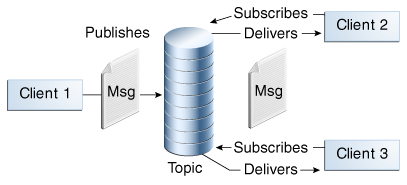 Publishes
Subscribes
Client 2
Delivers
Client 1
Msg
Msg
Subscribes
Client 3
Topic
Delivers